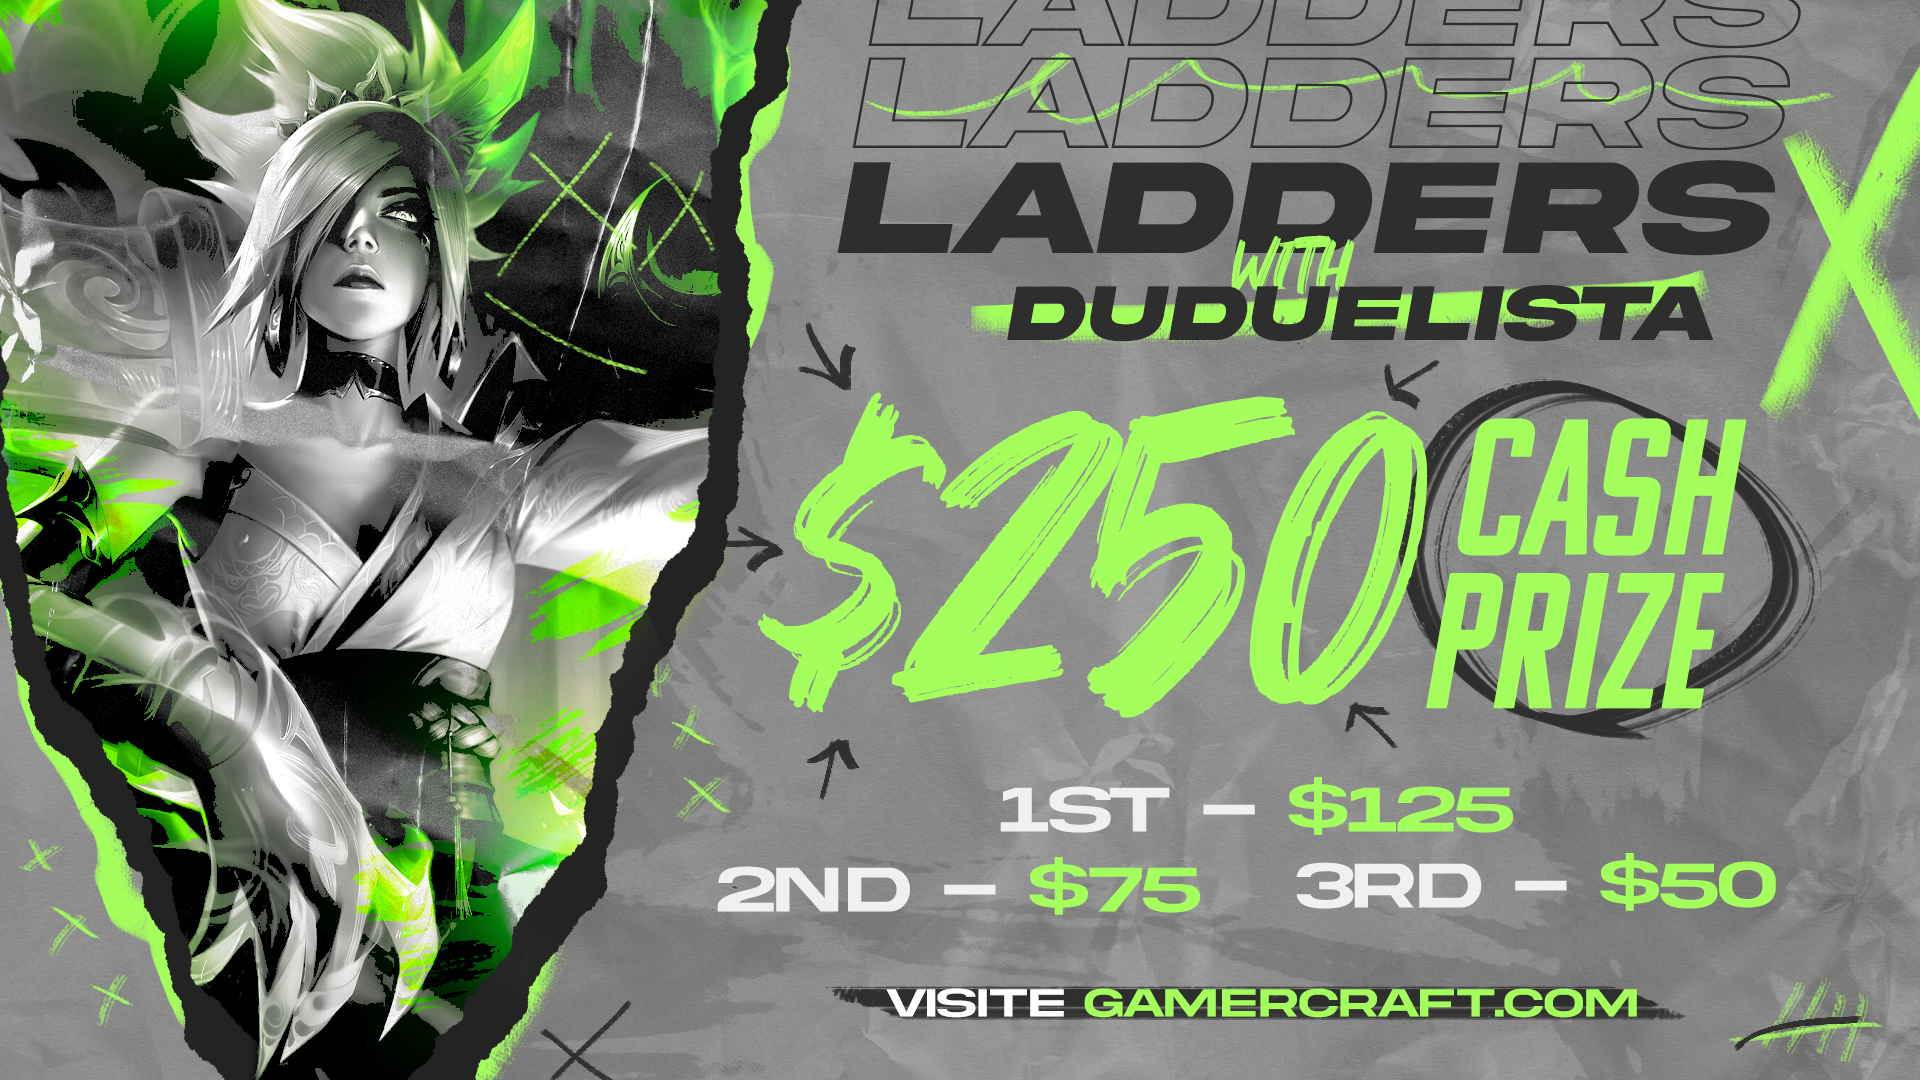 LADDERS
LADDERS
LADDERS
WITH
DUDUELISTA
$250 CASH
PRIZE
1ST – $125
2ND – $75 3RD – $50
VISITE GAMERCRAFT.COM